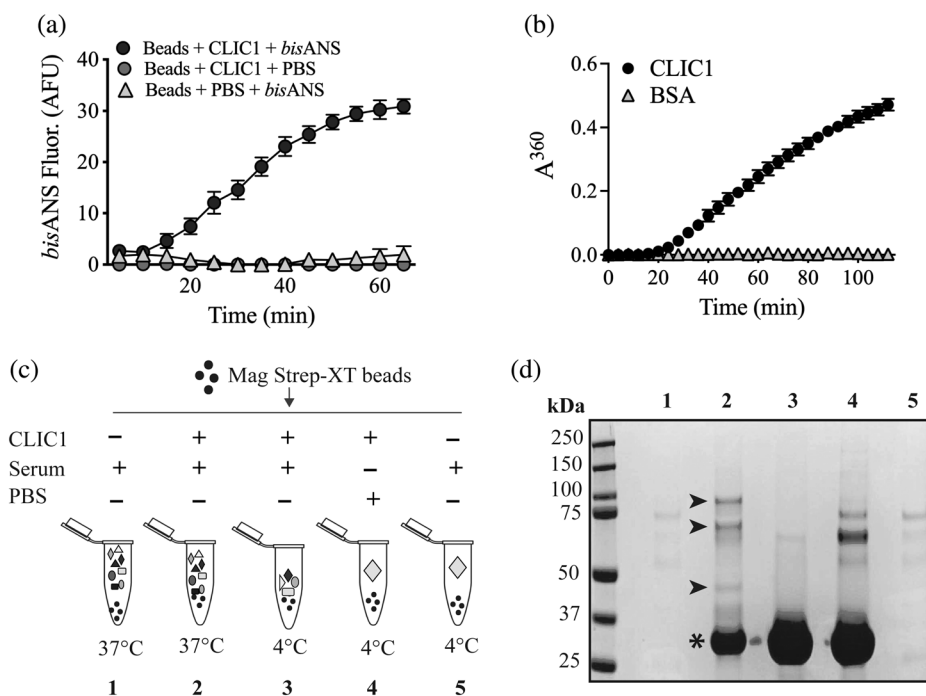 (a)
Beads + CLIC1 + bisANS
Beads + CLIC1 + PBS
Beads + PBS + bisANS
bisANS Fluor. (AFU)
40
30
20
10
0
20 40 60
Time (min)
(b)
CLIC1
BSA
A360
0.6
0.4
0.2
0.0
0 20 40 60 80 100
Time (min)
(c)
Mag Strep-XT beads
CLIC1 – + + + –
Serum + + + – +
PBS – – – + –
37°C 37°C 4°C 4°C 4°C
1 2 3 4 5
(d)
kDa 1 2 3 4 5
250
150
100
75
50
37
*
25